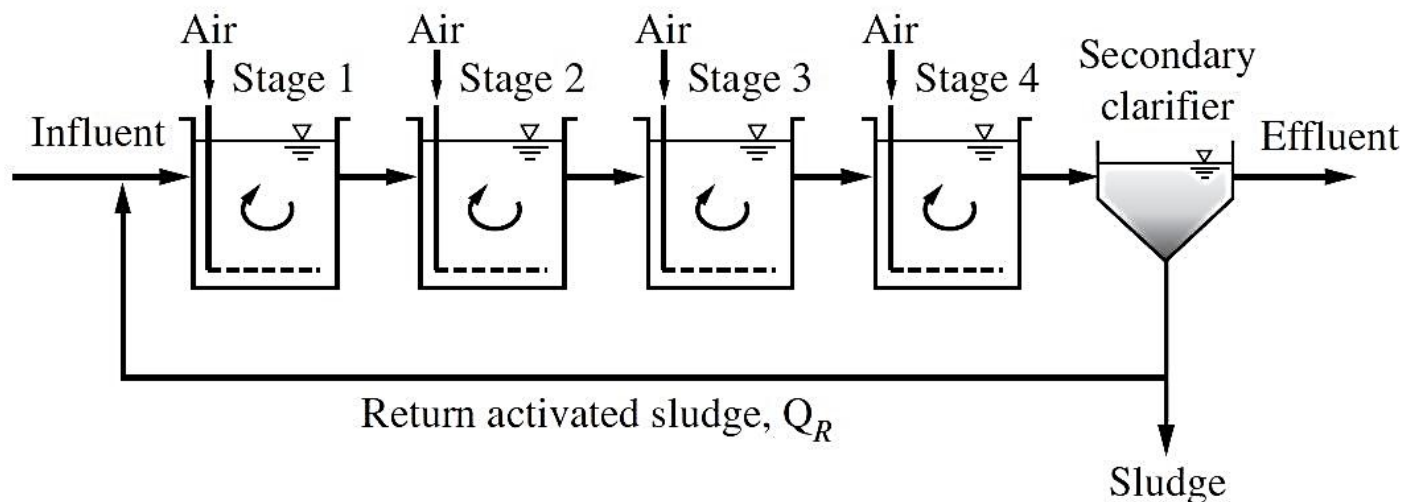 Air
Air
Air
Air
Stage 1
Stage 2
Stage 3
Stage 4
Secondary
clarifier
Influent
Effluent
Return activated sludge, Q_R
Sludge